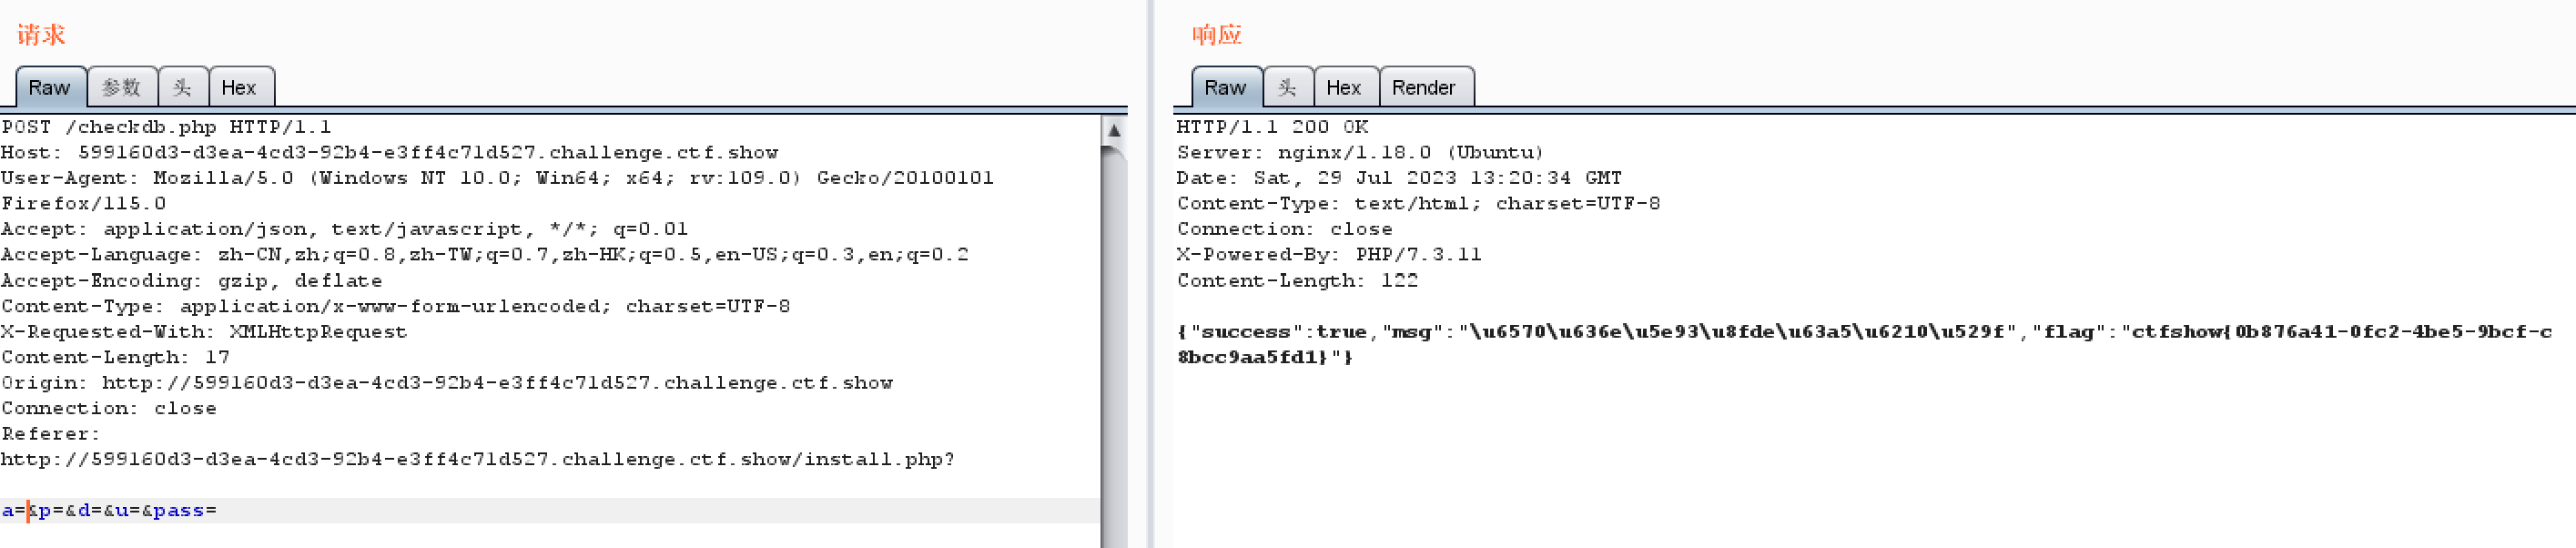 请求
Raw 参数 头 Hex
POST /checkdb.php HTTP/1.1
Host: 599160d3-d3ea-4cd3-92b4-e3ff4c71d527.challenge.ctf.show
User-Agent: Mozilla/5.0 (Windows NT 10.0; Win64; x64; rv:109.0) Gecko/20100101
Firefox/115.0
Accept: application/json, text/javascript, */*; q=0.01
Accept-Language: zh-CN,zh;q=0.8,zh-TW;q=0.7,zh-HK;q=0.5,en-US;q=0.3,en;q=0.2
Accept-Encoding: gzip, deflate
Content-Type: application/x-www-form-urlencoded; charset=UTF-8
X-Requested-With: XMLHttpRequest
Content-Length: 17
Origin: http://599160d3-d3ea-4cd3-92b4-e3ff4c71d527.challenge.ctf.show
Connection: close
Referer:
http://599160d3-d3ea-4cd3-92b4-e3ff4c71d527.challenge.ctf.show/install.php?
a=&p=&d=&u=&pass=
响应
Raw 头 Hex Render
HTTP/1.1 200 OK
Server: nginx/1.18.0 (Ubuntu)
Date: Sat, 29 Jul 2023 13:20:34 GMT
Content-Type: text/html; charset=UTF-8
Connection: close
X-Powered-By: PHP/7.3.11
Content-Length: 122
{"success":true,"msg":"\u6570\u636e\u5e93\u8fde\u63a5\u6210\u529f","flag":"ctfshow{0b876a41-0fc2-4be5-9bcf-c
8bcc9aa5fd1}"}